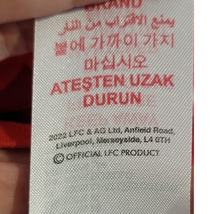 BRAND
يمنع الاقتراب من النار
불에 가까이 가지
마십시오
ATEŞTEN UZAK
DURUN
2022 LFC & AG Ltd, Anfield Road,
Liverpool, Merseyside, L4 0TH
© OFFICIAL LFC PRODUCT